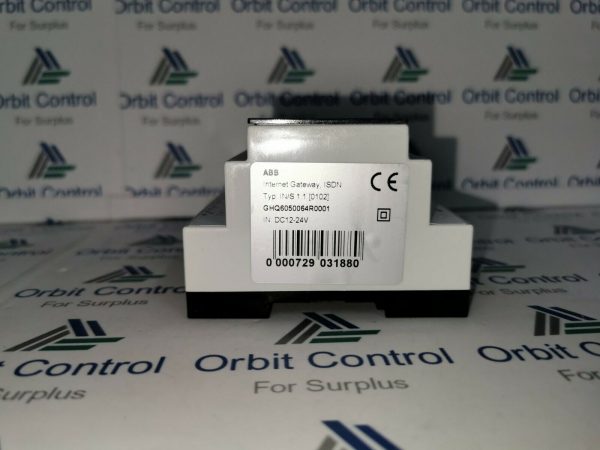 Orbit Control
For Surplus
Orbit Control
For Surplus
Orbit Control
For Surplus
Orbit Control
For Surplus
ABB
Internet Gateway, ISDN
Typ: IN/S 1.1 [0102]
GHQ6050064R0001
IN: DC12-24V
CE
0 000729 031880
Orbit Control
For Surplus
Orbit Control
For Surplus
Orbit Control
For Surplus
Orbit Control
For Surplus